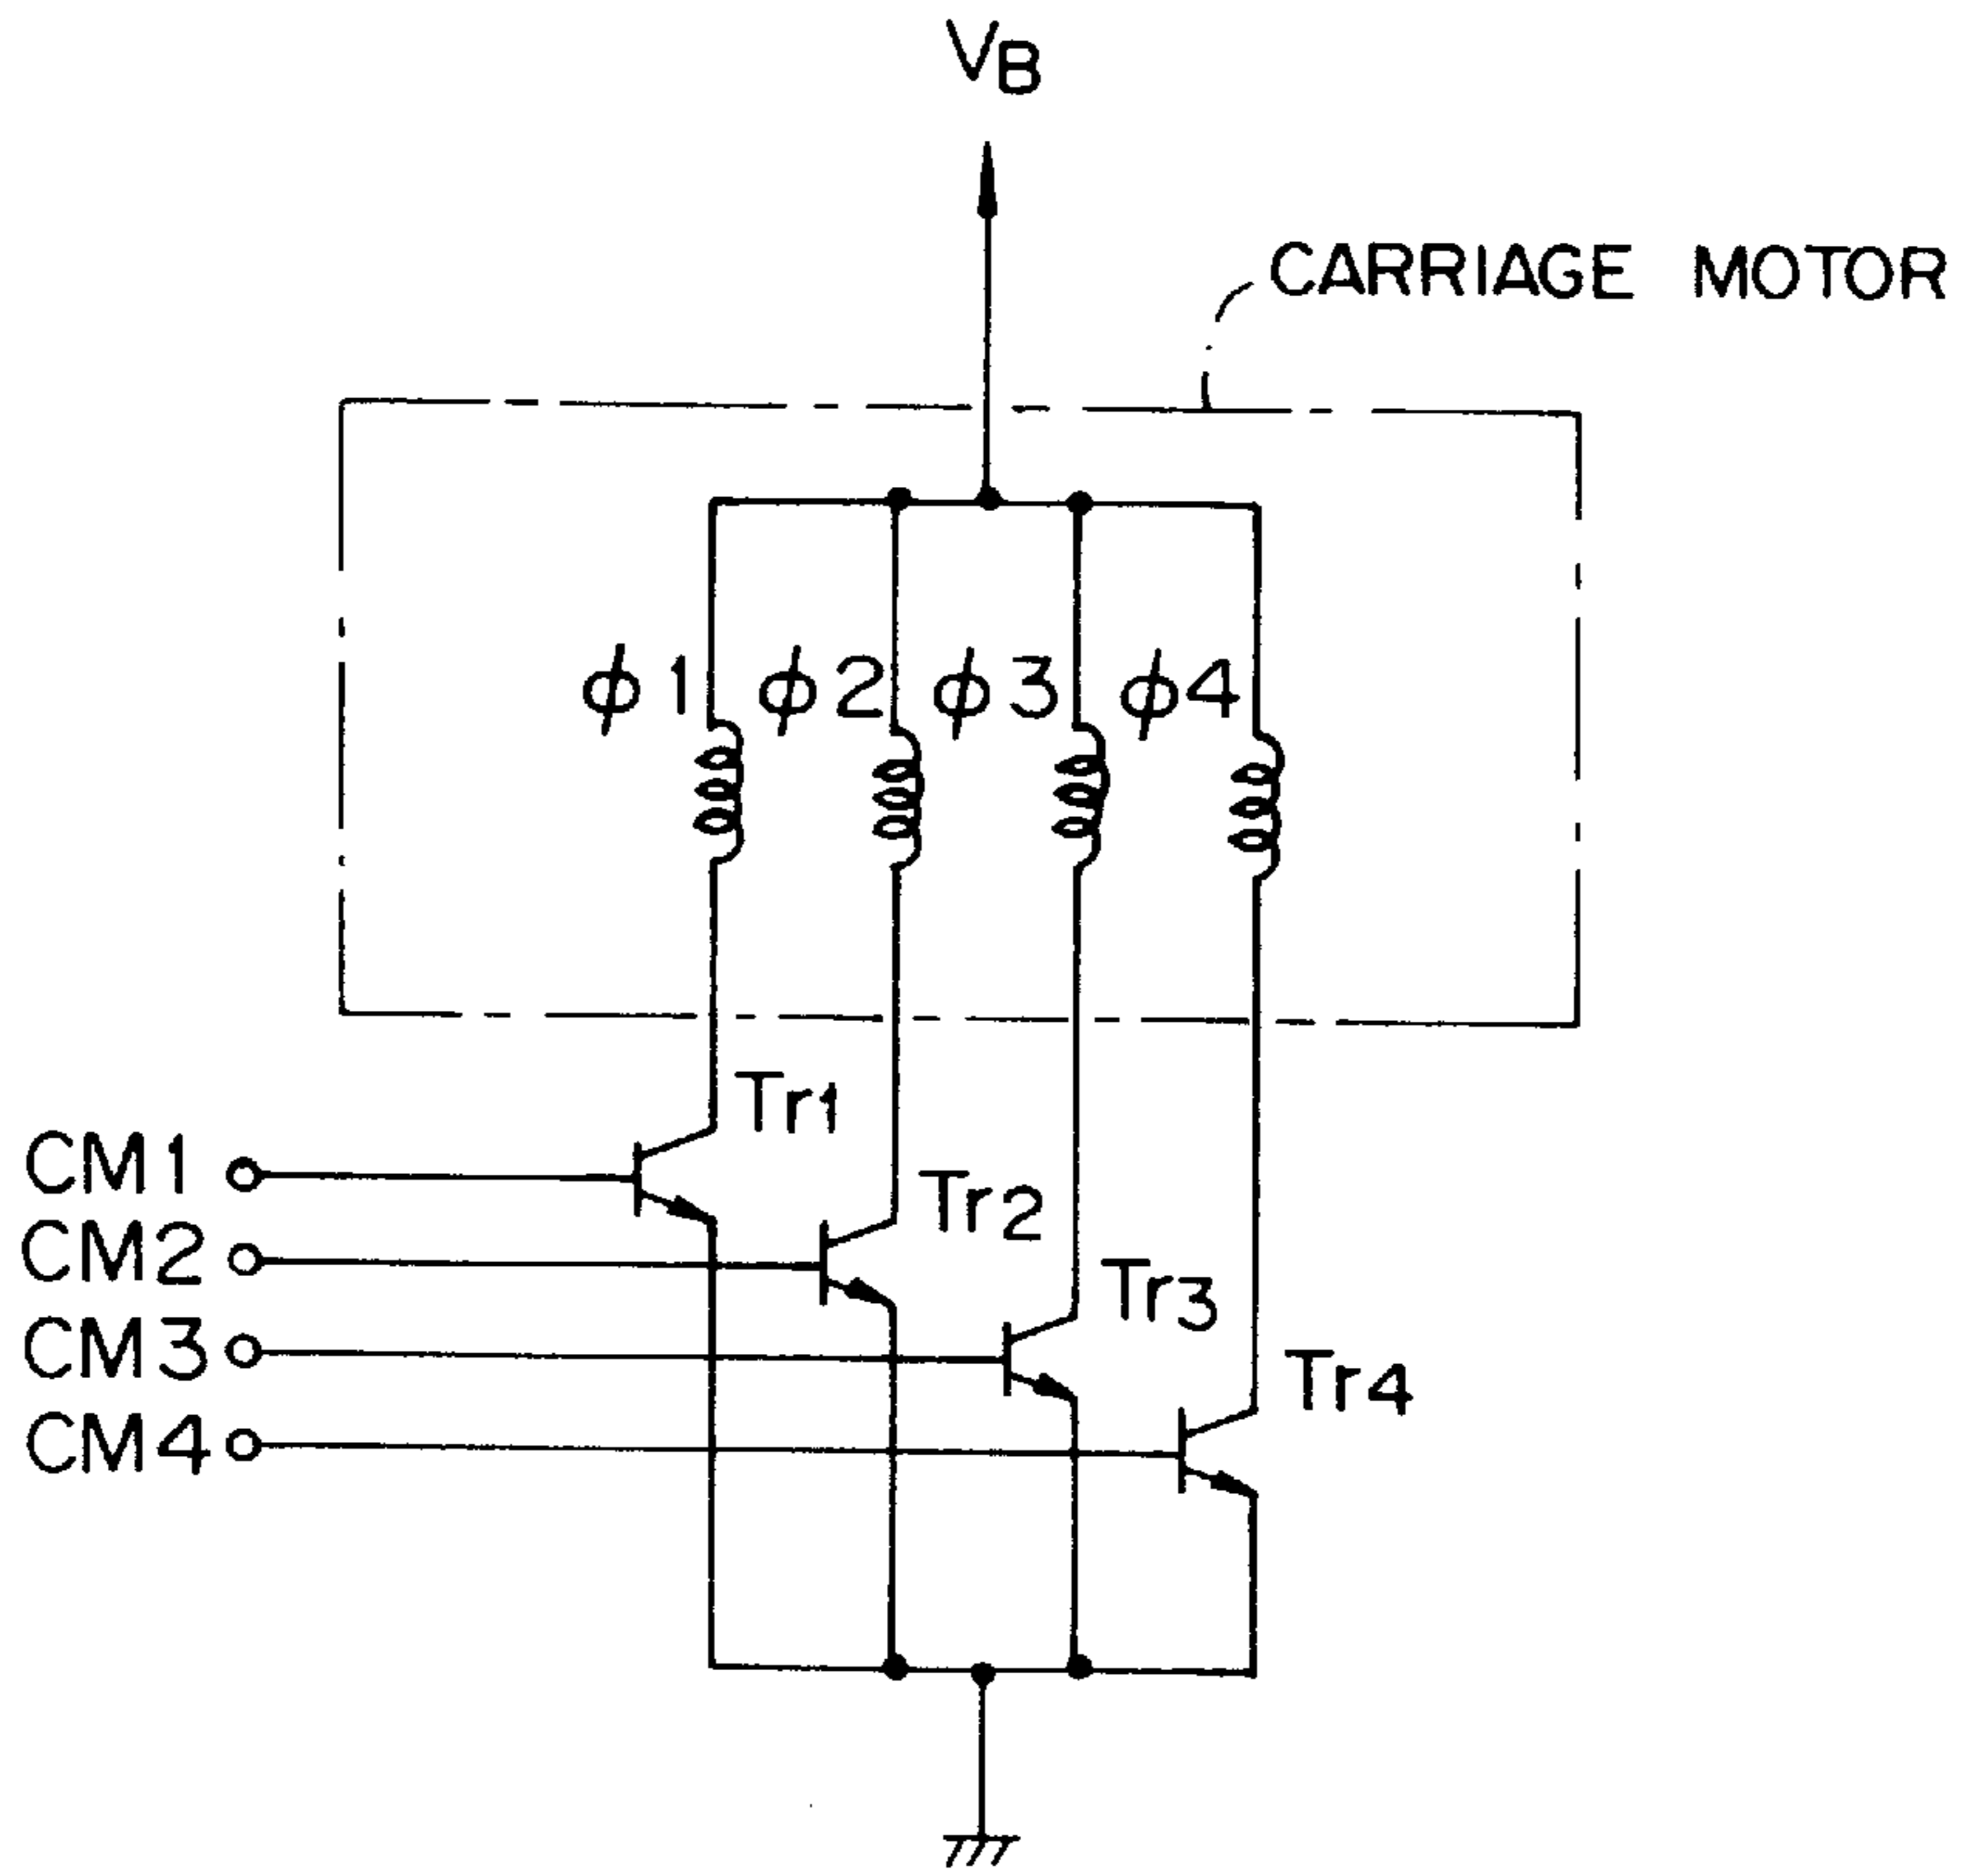 VB
CARRIAGE MOTOR
ϕ1 ϕ2 ϕ3 ϕ4
Tr1
CM1
Tr2
CM2
Tr3
CM3
Tr4
CM4